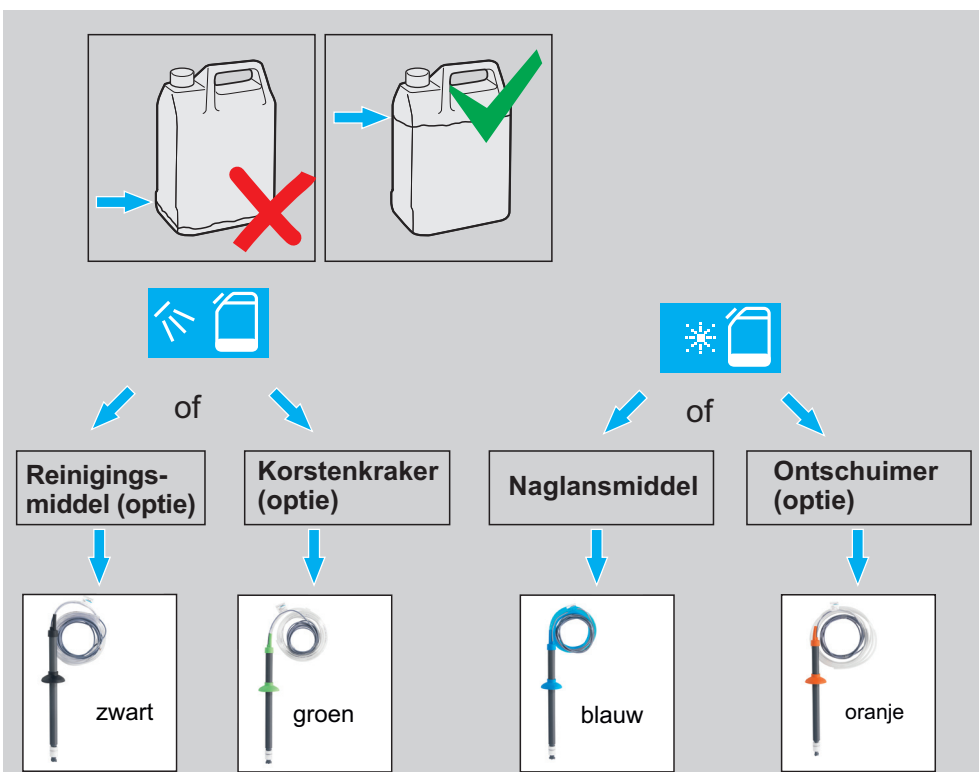 of
of
Reinigings-
middel (optie)
Korstenkraker
(optie)
Naglansmiddel
Ontschuimer
(optie)
zwart
groen
blauw
oranje